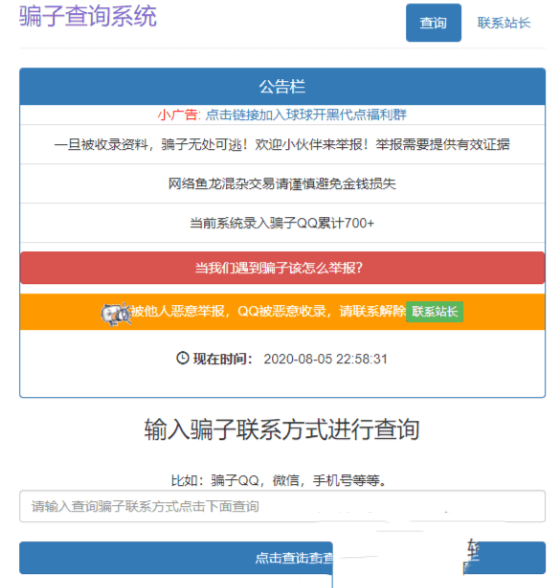 骗子查询系统
查询 联系站长
公告栏
小广告: 点击链接加入球球开黑代点福利群
一旦被收录资料，骗子无处可逃！欢迎小伙伴来举报！举报需要提供有效证据
网络鱼龙混杂交易请谨慎避免金钱损失
当前系统录入骗子QQ累计700+
当我们遇到骗子该怎么举报？
被他人恶意举报，QQ被恶意收录，请联系解除 联系站长
现在时间： 2020-08-05 22:58:31
输入骗子联系方式进行查询
比如：骗子QQ，微信，手机号等等。
请输入查询骗子联系方式点击下面查询
点击查